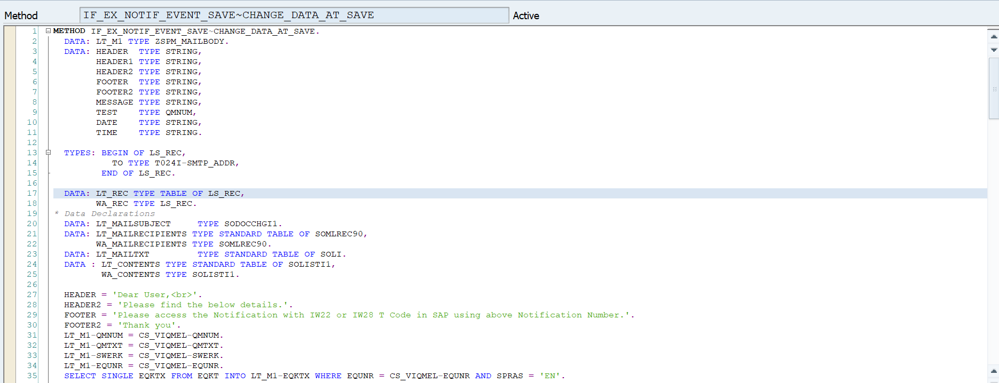 Method IF_EX_NOTIF_EVENT_SAVE~CHANGE_DATA_AT_SAVE Active
1 METHOD IF_EX_NOTIF_EVENT_SAVE~CHANGE_DATA_AT_SAVE.
2 DATA: LT_M1 TYPE ZSPM_MAILBODY.
3 DATA: HEADER TYPE STRING,
4 HEADER1 TYPE STRING,
5 HEADER2 TYPE STRING,
6 FOOTER TYPE STRING,
7 FOOTER2 TYPE STRING,
8 MESSAGE TYPE STRING,
9 TEST TYPE QMNUM,
10 DATE TYPE STRING,
11 TIME TYPE STRING.
12
13 TYPES: BEGIN OF LS_REC,
14 TO TYPE T024I-SMTP_ADDR,
15 END OF LS_REC.
16
17 DATA: LT_REC TYPE TABLE OF LS_REC,
18 WA_REC TYPE LS_REC.
19 * Data Declarations
20 DATA: LT_MAILSUBJECT TYPE SODOCCHGI1.
21 DATA: LT_MAILRECIPIENTS TYPE STANDARD TABLE OF SOMLREC90,
22 WA_MAILRECIPIENTS TYPE SOMLREC90.
23 DATA: LT_MAILTXT TYPE STANDARD TABLE OF SOLI.
24 DATA : LT_CONTENTS TYPE STANDARD TABLE OF SOLISTI1,
25 WA_CONTENTS TYPE SOLISTI1.
26
27 HEADER = 'Dear User,<br>'.
28 HEADER2 = 'Please find the below details.'.
29 FOOTER = 'Please access the Notification with IW22 or IW28 T Code in SAP using above Notification Number.'.
30 FOOTER2 = 'Thank you'.
31 LT_M1-QMNUM = CS_VIQMEL-QMNUM.
32 LT_M1-QMTXT = CS_VIQMEL-QMTXT.
33 LT_M1-SWERK = CS_VIQMEL-SWERK.
34 LT_M1-EQUNR = CS_VIQMEL-EQUNR.
35 SELECT SINGLE EQKTX FROM EQKT INTO LT_M1-EQKTX WHERE EQUNR = CS_VIQMEL-EQUNR AND SPRAS = 'EN'.